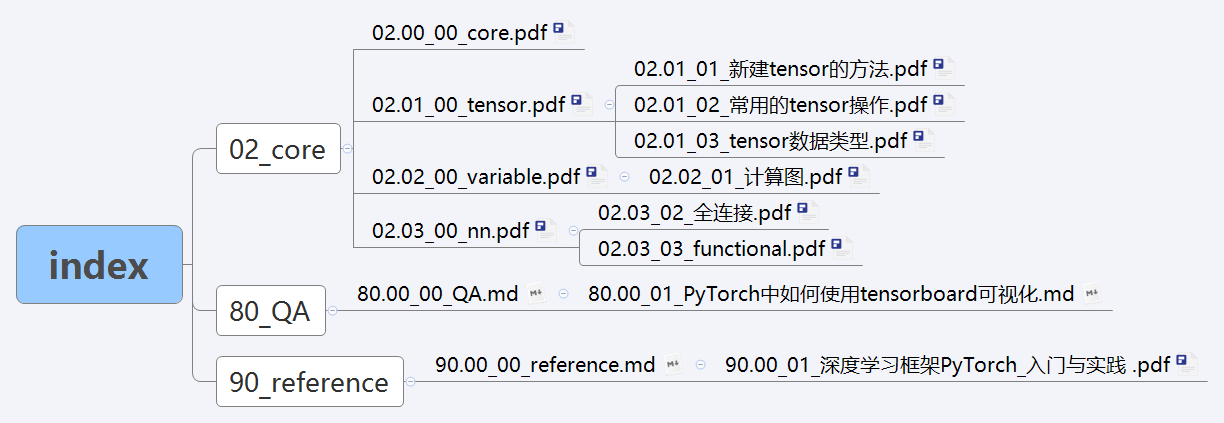 index
02_core
02.00_00_core.pdf
02.01_00_tensor.pdf
02.01_01_新建tensor的方法.pdf
02.01_02_常用的tensor操作.pdf
02.01_03_tensor数据类型.pdf
02.02_00_variable.pdf
02.02_01_计算图.pdf
02.03_00_nn.pdf
02.03_02_全连接.pdf
02.03_03_functional.pdf
80_QA
80.00_00_QA.md
80.00_01_PyTorch中如何使用tensorboard可视化.md
90_reference
90.00_00_reference.md
90.00_01_深度学习框架PyTorch_入门与实践 .pdf